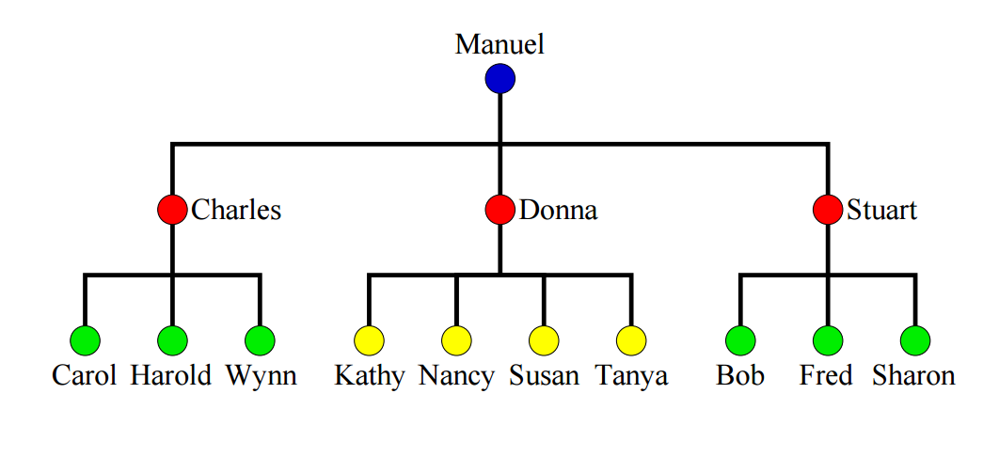 Manuel
Charles Donna Stuart
Carol Harold Wynn Kathy Nancy Susan Tanya Bob Fred Sharon